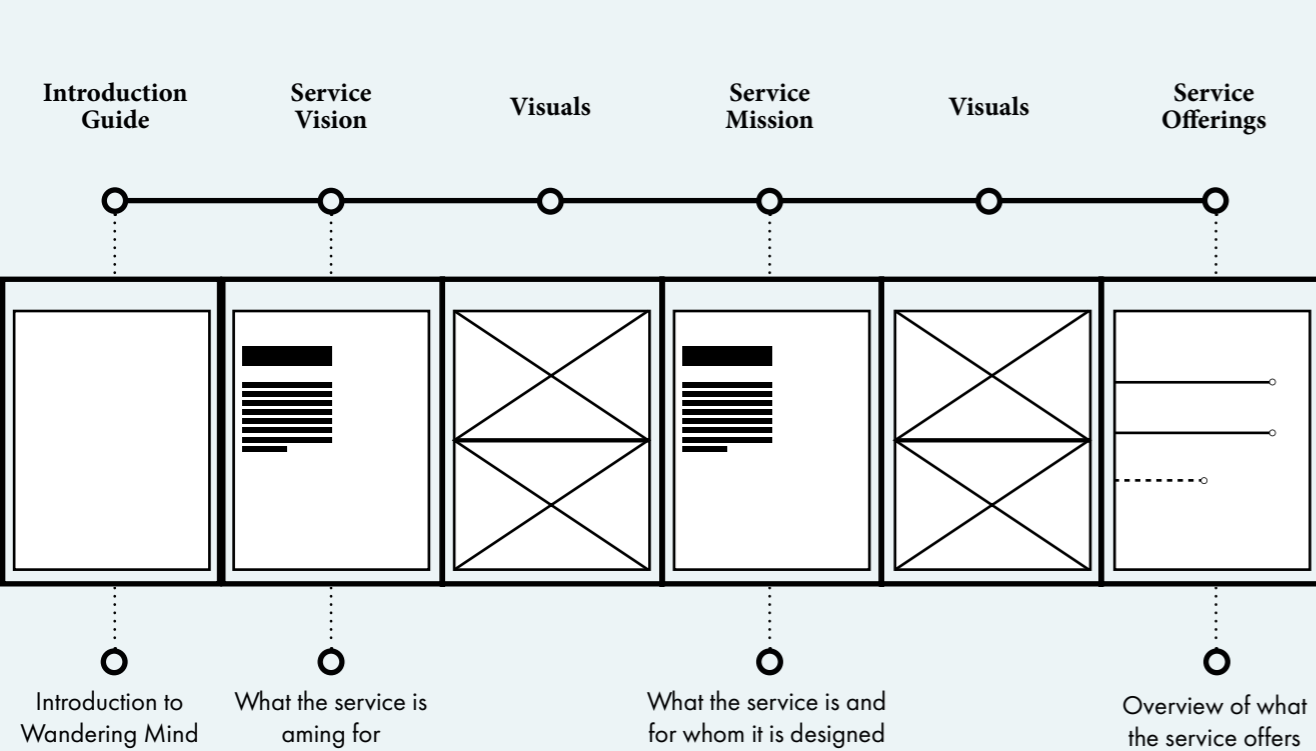 Introduction
Guide
Service
Vision
Visuals
Service
Mission
Visuals
Service
Offerings
Introduction to
Wandering Mind
What the service is
aming for
What the service is and
for whom it is designed
Overview of what
the service offers